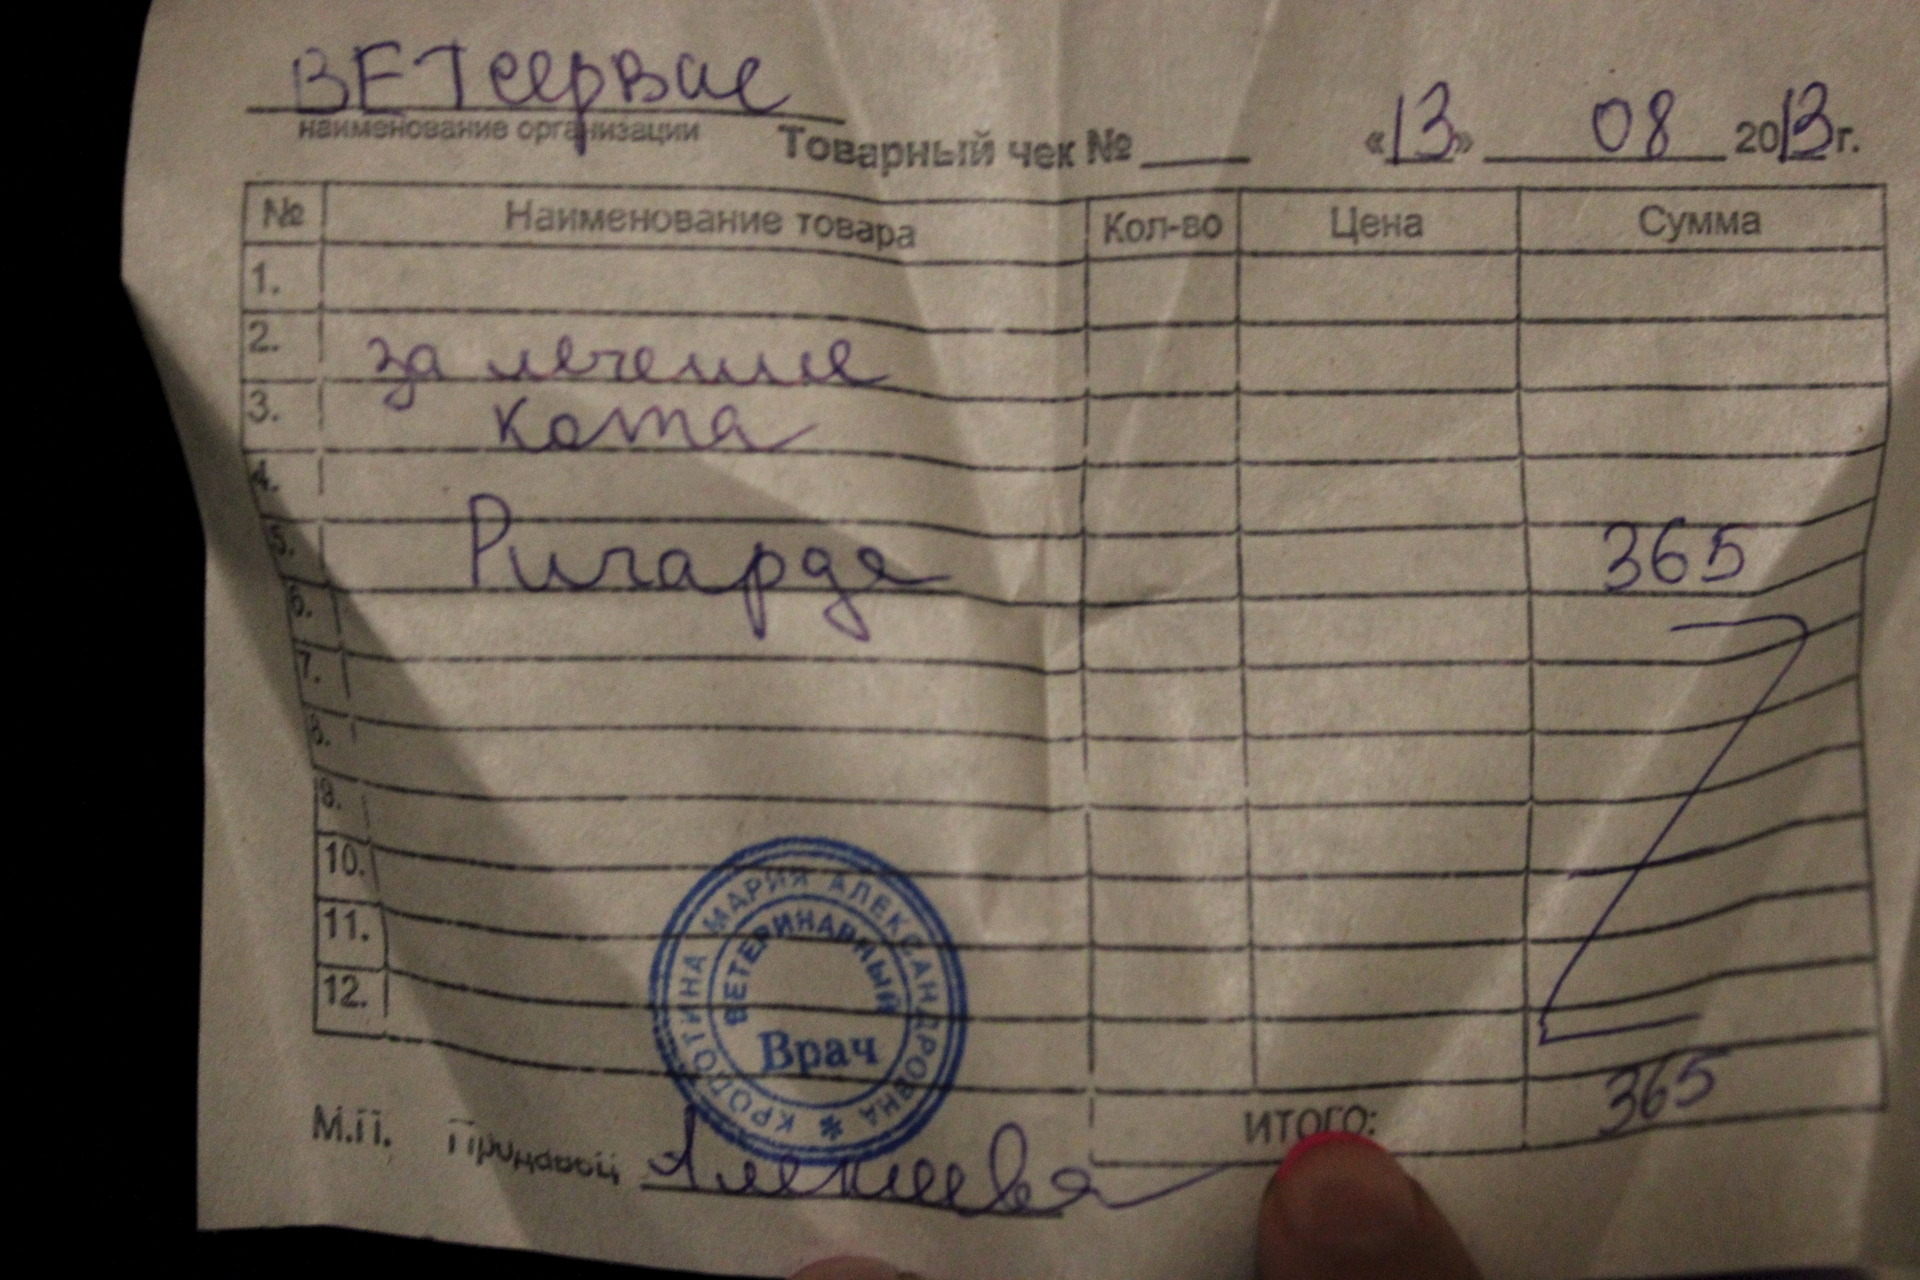 ВЕТсервис
наименование организации
Товарный чек № «13» 08 2013г.
№ Наименование товара Кол-во Цена Сумма
1.
2. за лечение
3. кота
4.
5. Ричарда 365
6.
7.
8.
9.
10.
11.
12.
ИТОГО: 365
М.П. Продавец Алексеева
КРОПОТИНА МАРИЯ АЛЕКСАНДРОВНА *
ВЕТЕРИНАРНЫЙ
Врач